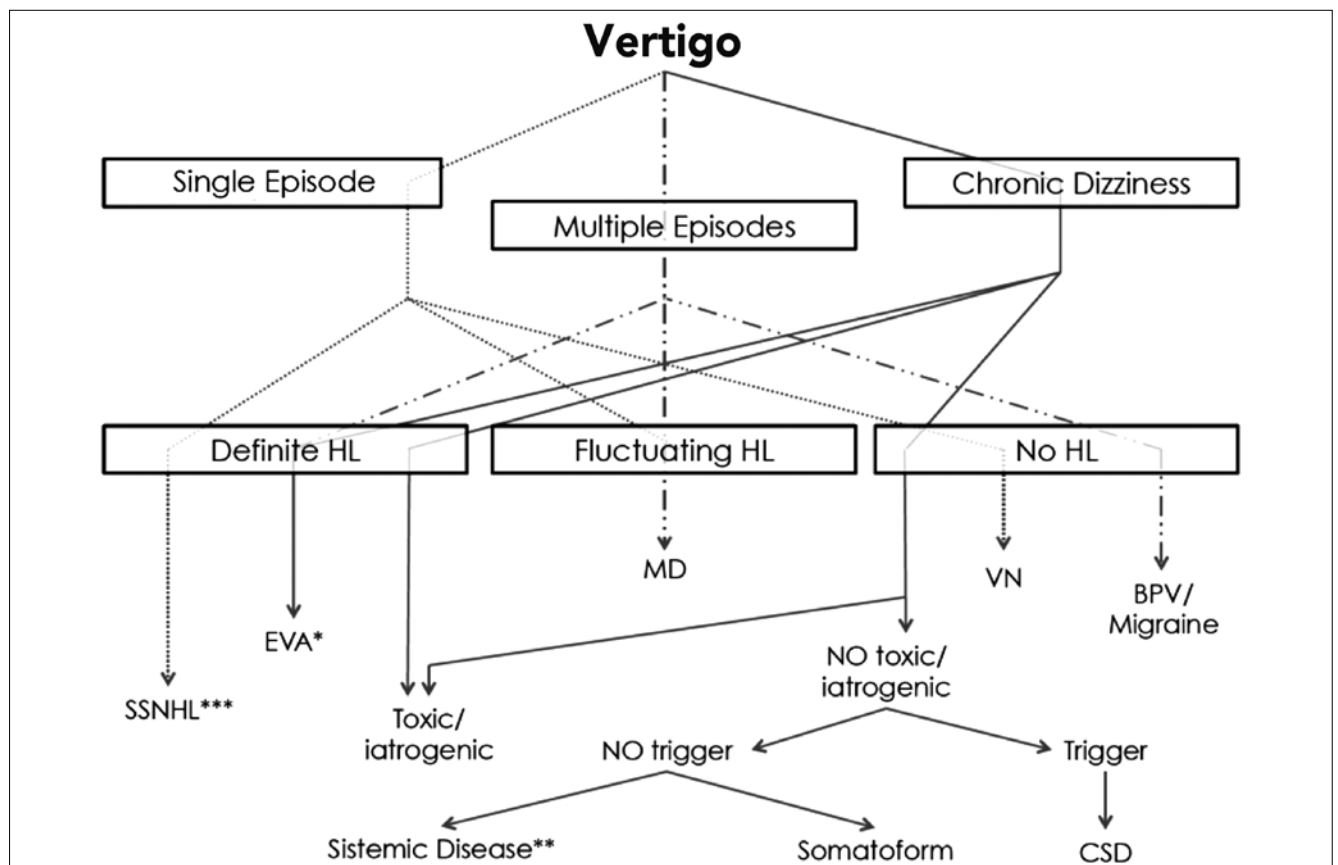 Vertigo
Single Episode
Chronic Dizziness
Multiple Episodes
Definite HL
Fluctuating HL
No HL
MD
VN
BPV/
Migraine
EVA*
NO toxic/
iatrogenic
SSNHL***
Toxic/
iatrogenic
NO trigger
Trigger
Sistemic Disease**
Somatoform
CSD